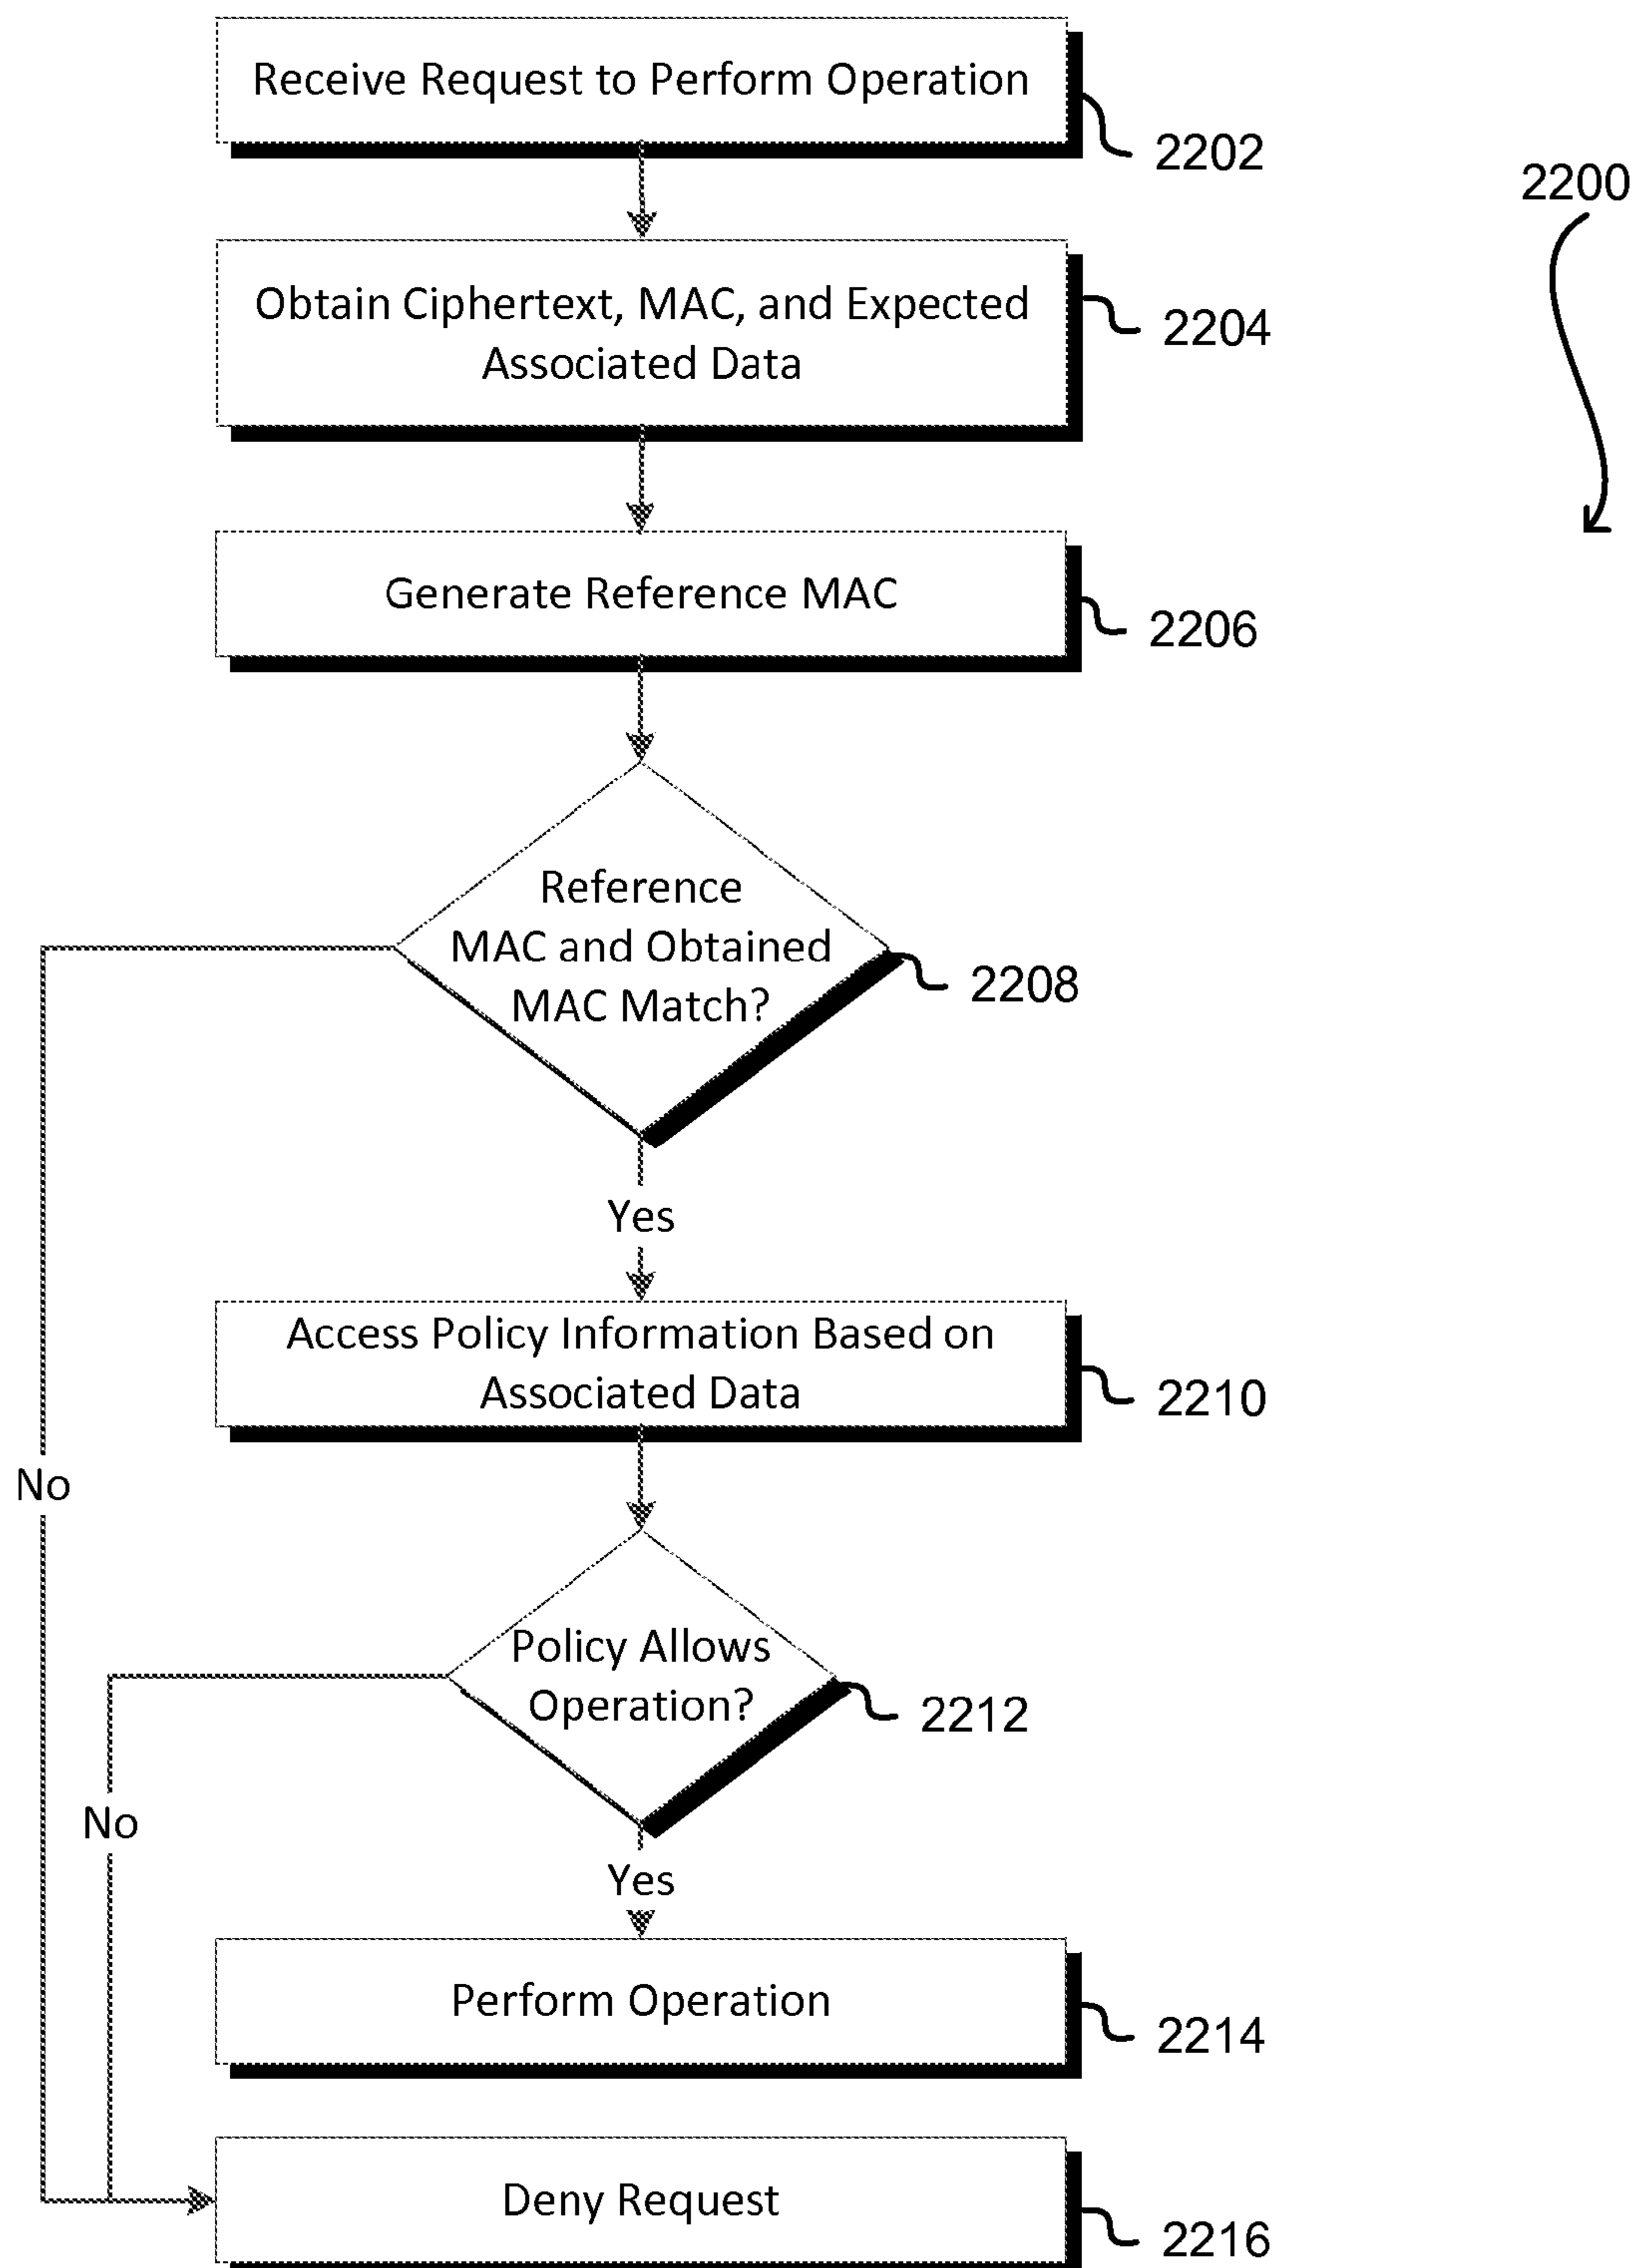 Receive Request to Perform Operation
2202
2200
Obtain Ciphertext, MAC, and Expected
Associated Data
2204
Generate Reference MAC
2206
Reference
MAC and Obtained
MAC Match?
2208
Yes
Access Policy Information Based on
Associated Data
2210
No
Policy Allows
Operation?
2212
No
Yes
Perform Operation
2214
Deny Request
2216